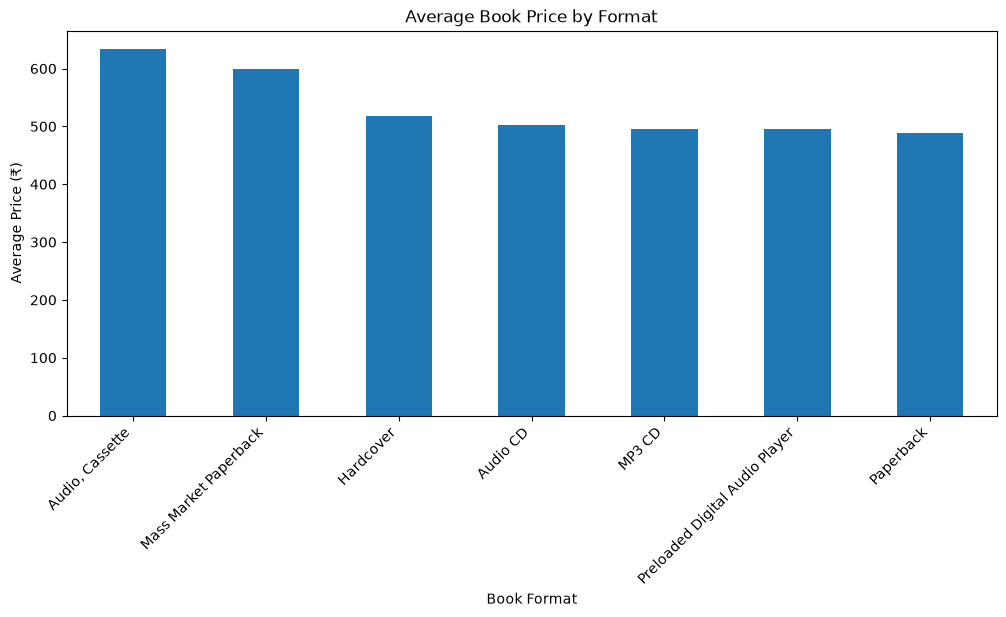 Average Book Price by Format
Average Price (₹)
600
500
400
300
200
100
0
Audio, Cassette
Mass Market Paperback
Hardcover
Audio CD
MP3 CD
Preloaded Digital Audio Player
Paperback
Book Format